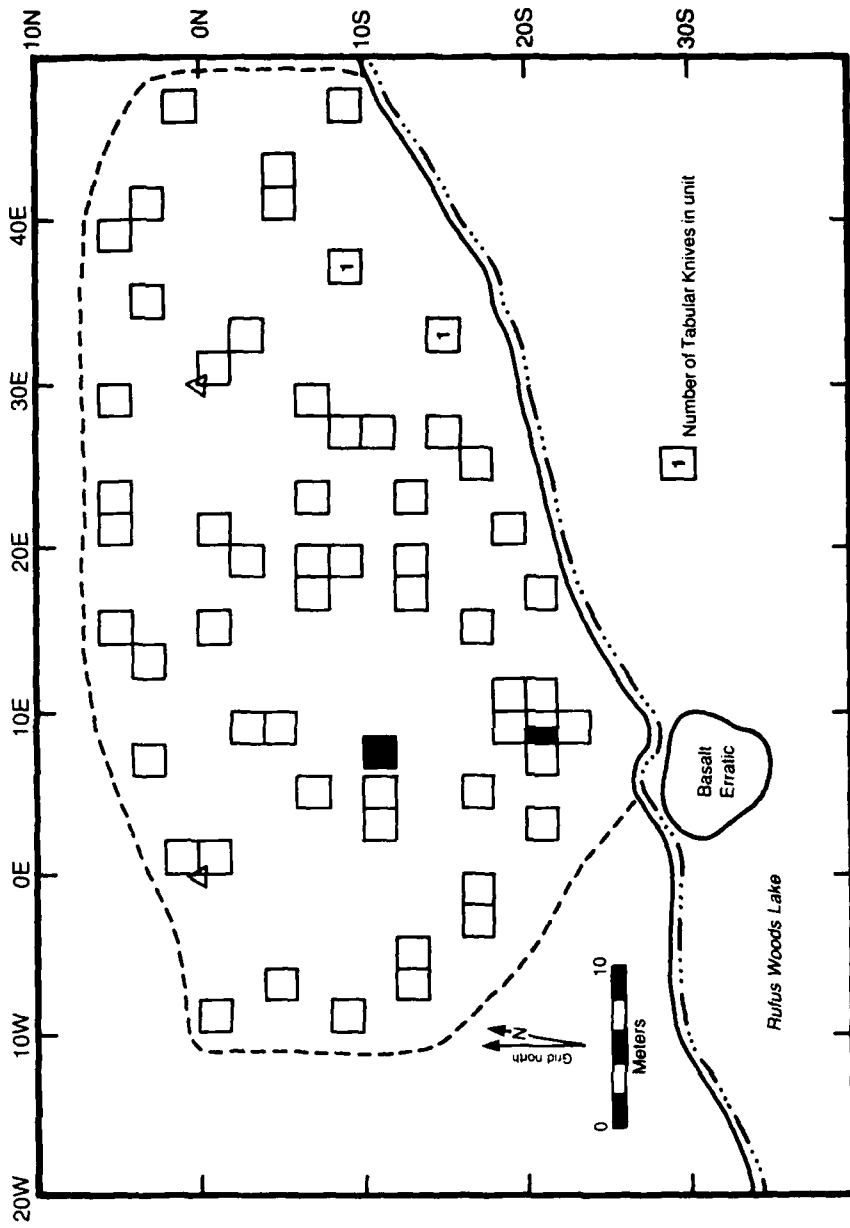 20W
10W
0E
10E
20E
30E
40E
10N
0N
10S
20S
30S
1
1
1 Number of Tabular Knives in unit
Grid north
N
0
10
Meters
Basalt
Erratic
Rufus Woods Lake